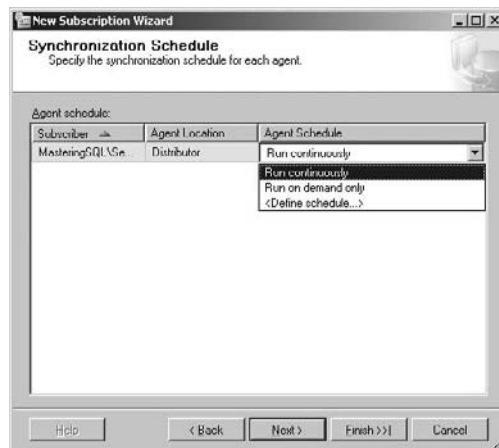 New Subscription Wizard
Synchronization Schedule
Specify the synchronization schedule for each agent.
Agent schedule:
Subscriber Agent Location Agent Schedule
MasteringSQL\Se... Distributor Run continuously
Run continuously
Run on demand only
<Define schedule...>
Help < Back Next > Finish >>| Cancel